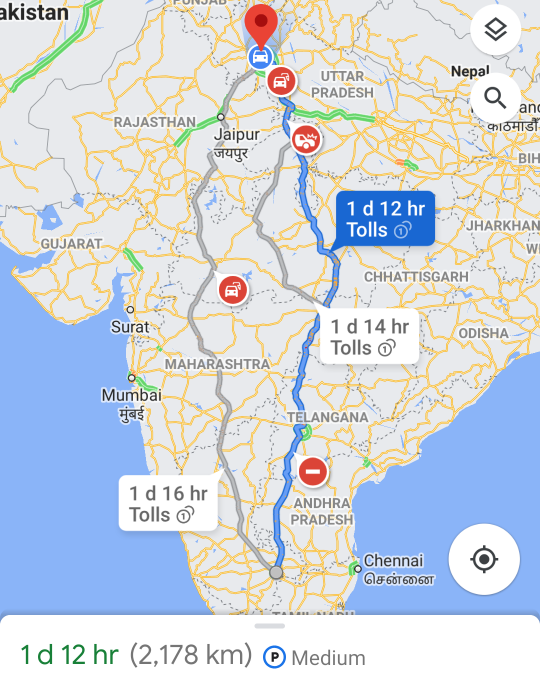 akistan
PUNJAB
UTTAR
PRADESH
Nepal
काठमाडौं
RAJASTHAN
Jaipur
जयपुर
BIH
1 d 12 hr
Tolls
JHARKHAN
GUJARAT
CHHATTISGARH
Surat
1 d 14 hr
Tolls
ODISHA
MAHARASHTRA
Mumbai
मुंबई
TELANGANA
1 d 16 hr
Tolls
ANDHRA
PRADESH
Chennai
சென்னை
TAMIL NADU
1 d 12 hr (2,178 km) P Medium